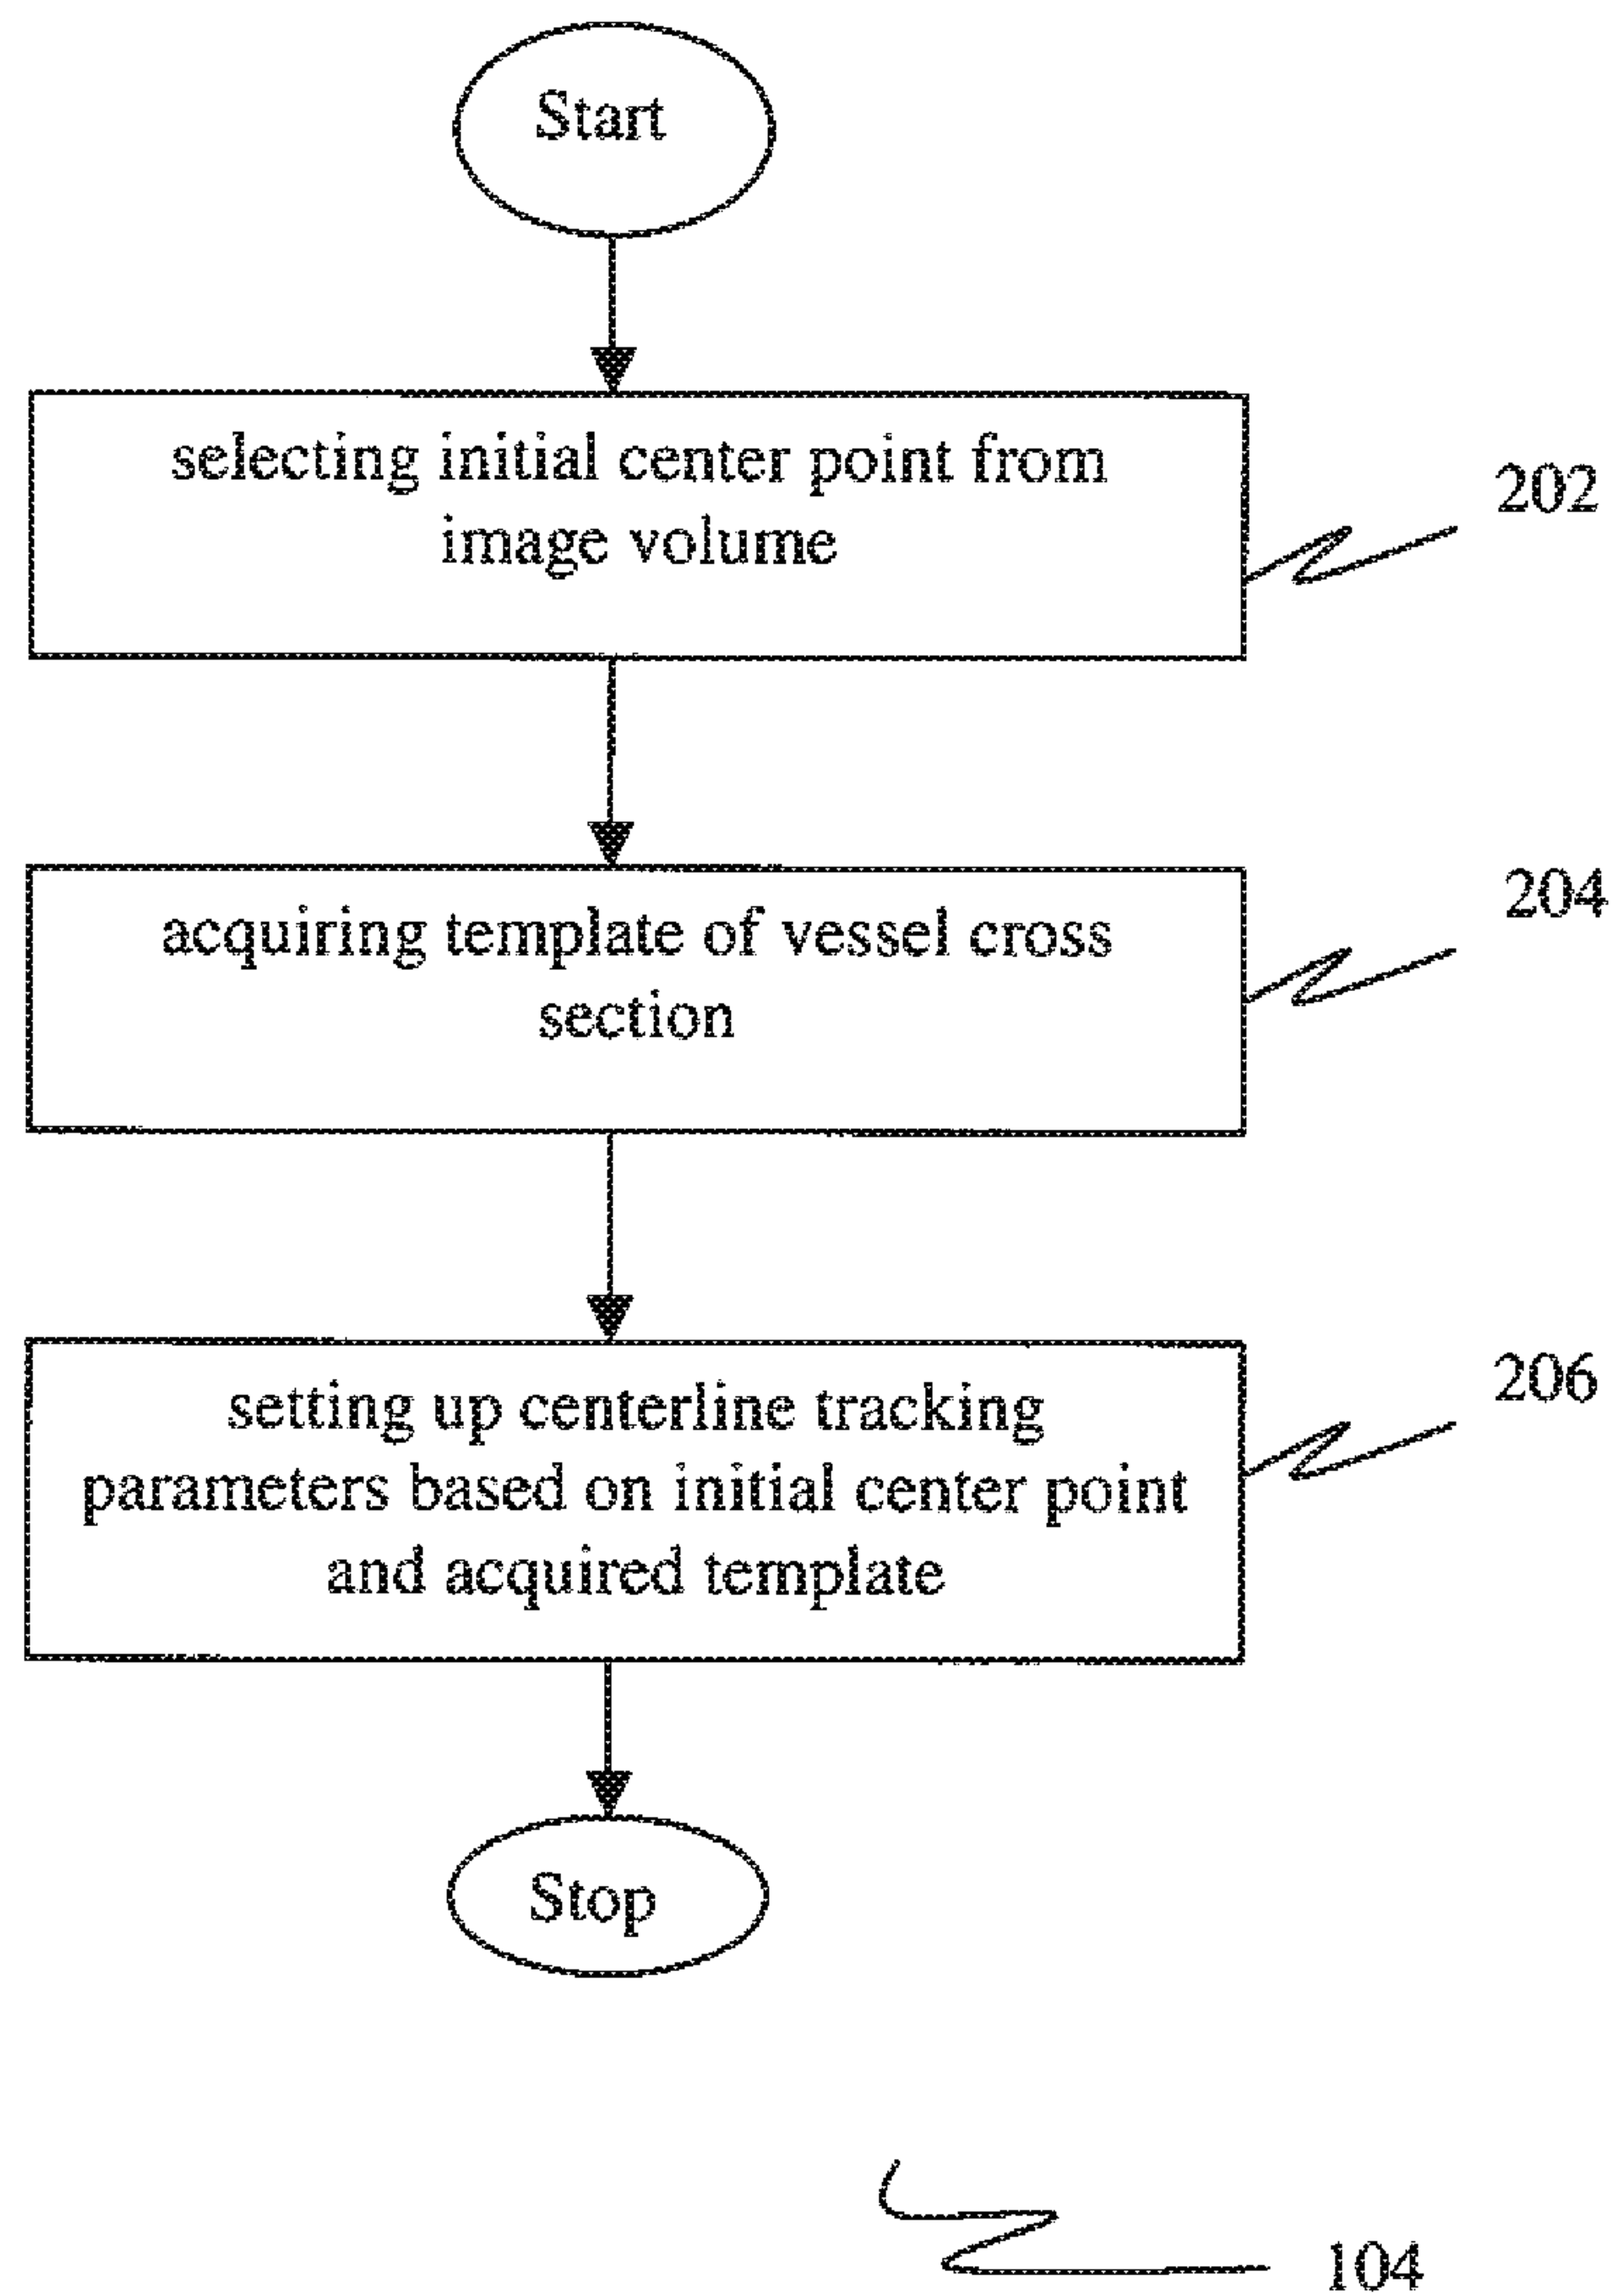 Start
selecting initial center point from
image volume
202
acquiring template of vessel cross
section
204
setting up centerline tracking
parameters based on initial center point
and acquired template
206
Stop
104